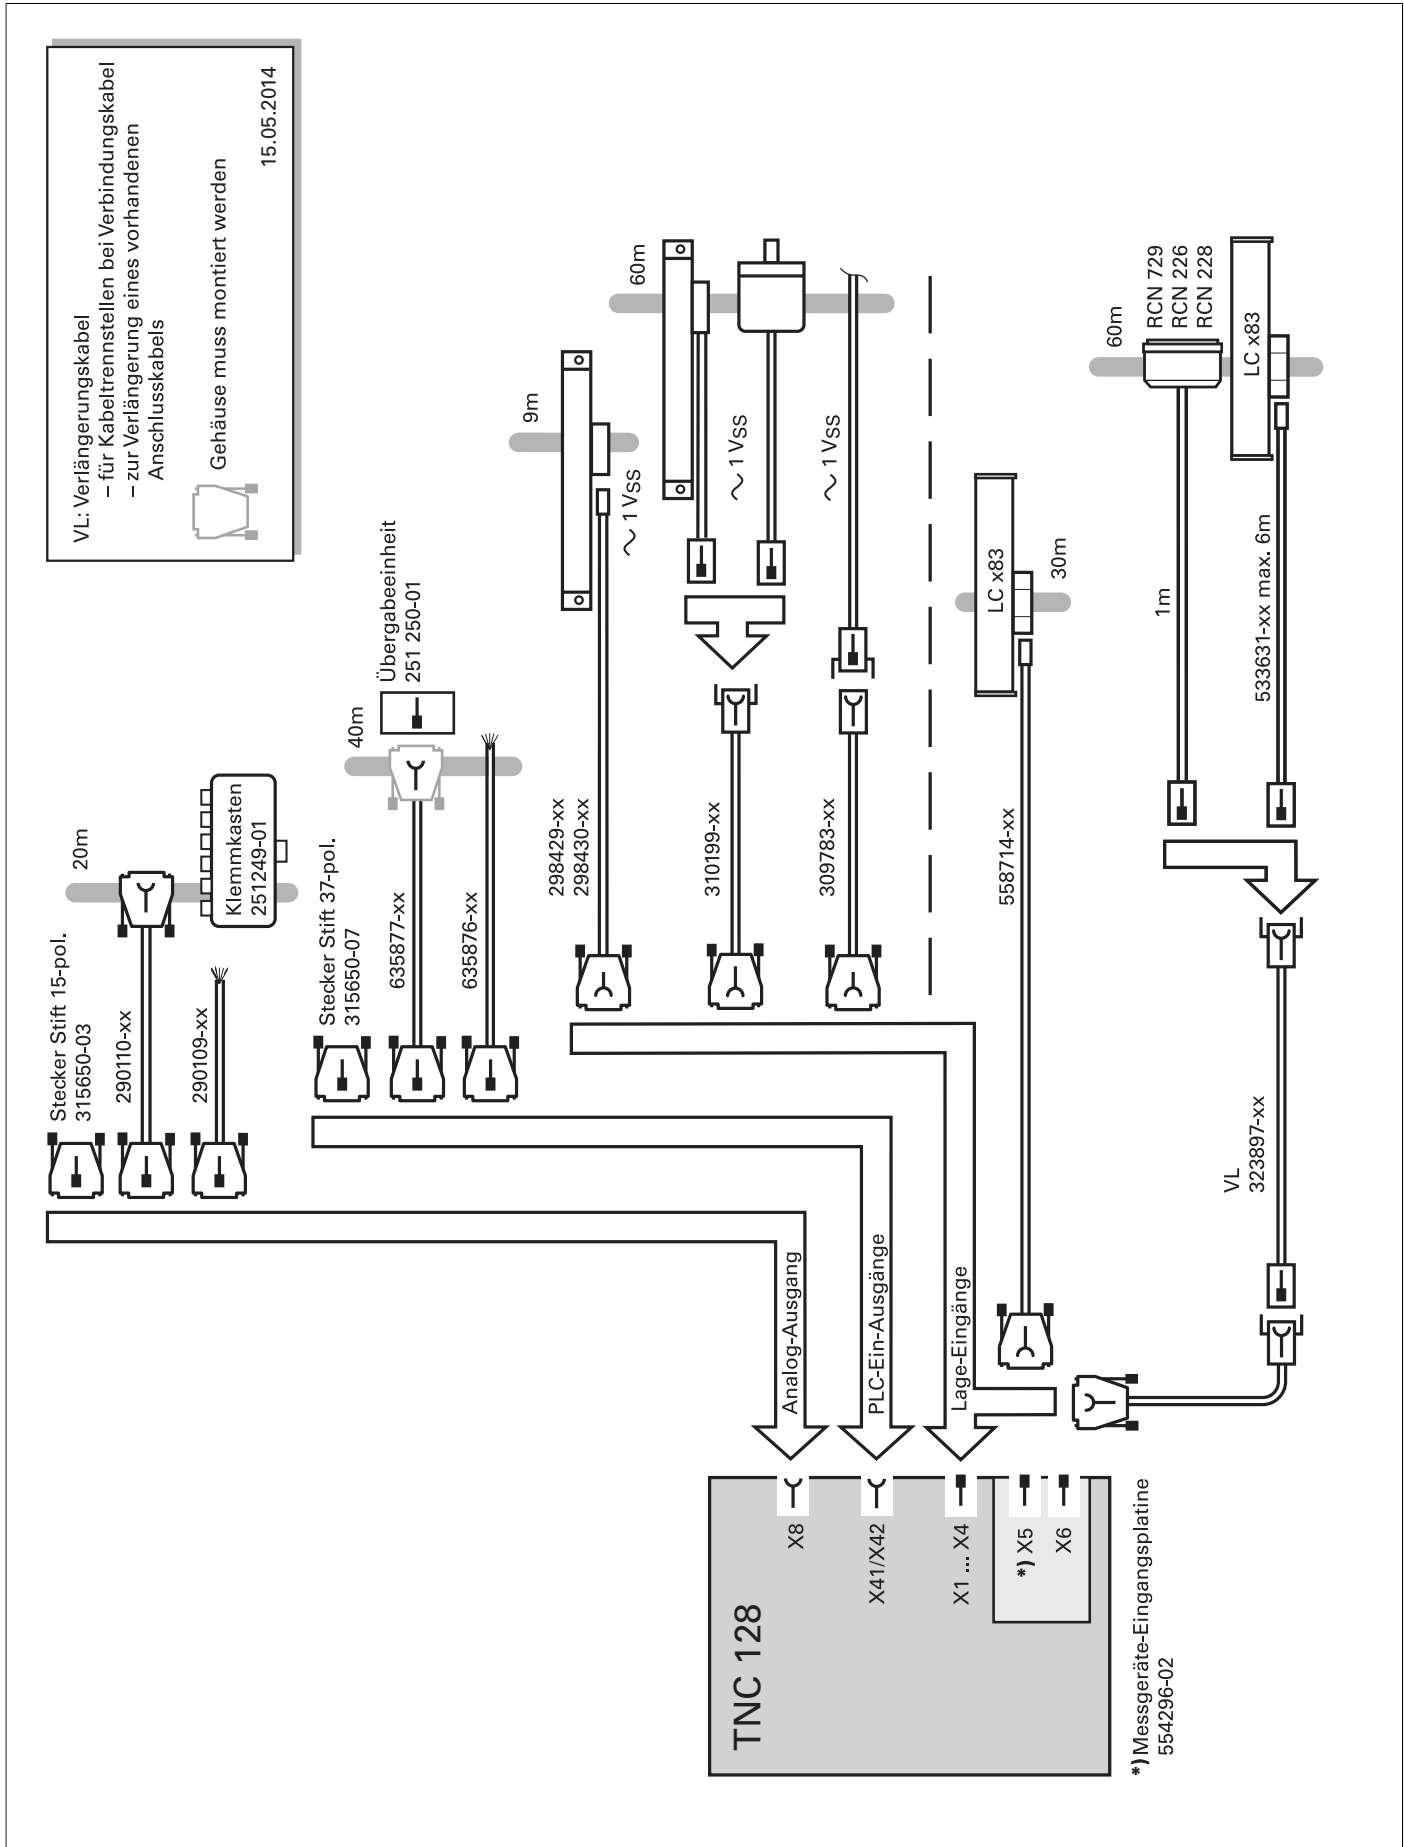 VL: Verlängerungskabel
– für Kabeltrennstellen bei Verbindungskabel
– zur Verlängerung eines vorhandenen
Anschlusskabels
Gehäuse muss montiert werden
15.05.2014
Stecker Stift 15-pol.
315650-03
290110-xx
290109-xx
20m
Klemmkasten
251249-01
Stecker Stift 37-pol.
315650-07
635877-xx
635876-xx
40m
Übergabeeinheit
251 250-01
298429-xx
298430-xx
9m
~ 1 VSS
310199-xx
60m
~ 1 VSS
309783-xx
~ 1 VSS
558714-xx
LC x83
30m
1m
60m
RCN 729
RCN 226
RCN 228
533631-xx max. 6m
LC x83
VL
323897-xx
Analog-Ausgang
PLC-Ein-Ausgänge
Lage-Eingänge
TNC 128
X8
X41/X42
X1 ... X4
*) X5
X6
*) Messgeräte-Eingangsplatine
554296-02